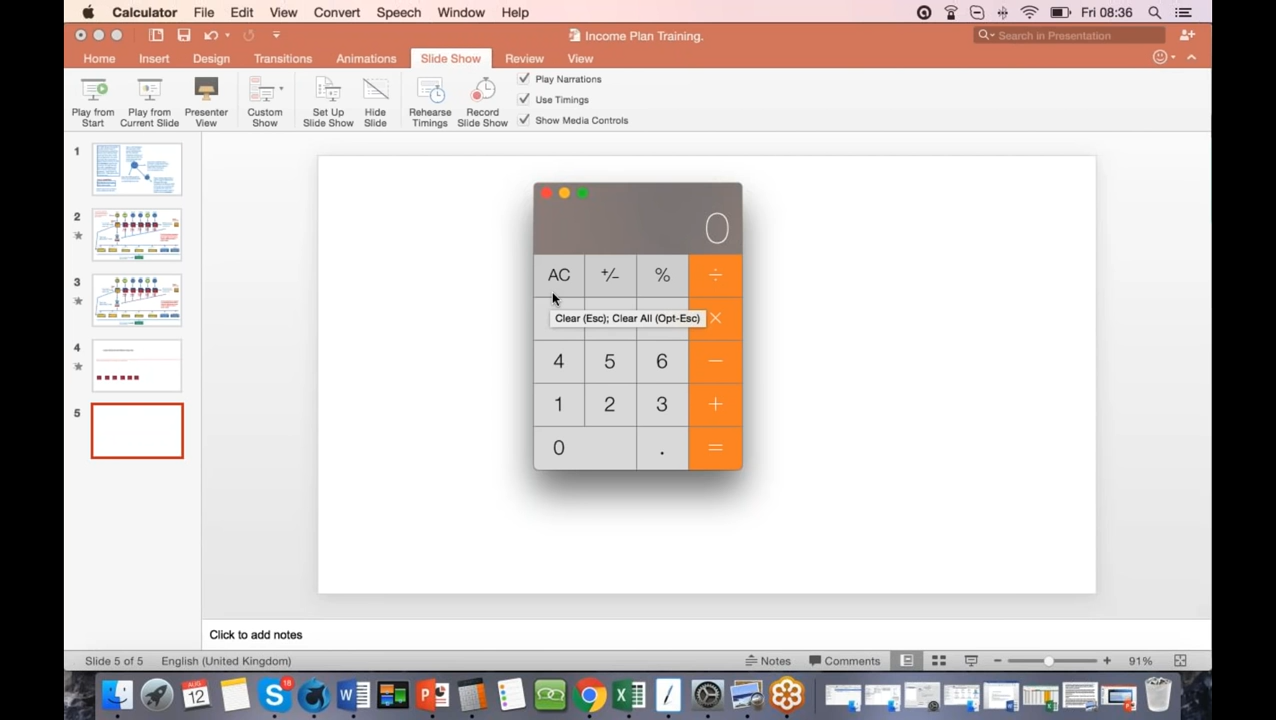 Calculator File Edit View Convert Speech Window Help Fri 08:36
Income Plan Training.
Search in Presentation
Home Insert Design Transitions Animations Slide Show Review View
Play from Start
Play from Current Slide
Presenter View
Custom Show
Set Up Slide Show
Hide Slide
Rehearse Timings
Record Slide Show
Play Narrations
Use Timings
Show Media Controls
1
2
3
4
5
0
AC +/− % ÷
Clear (Esc); Clear All (Opt-Esc) ×
4 5 6 −
1 2 3 +
0 . =
Click to add notes
Slide 5 of 5 English (United Kingdom) Notes Comments 91%
AUG
12
18